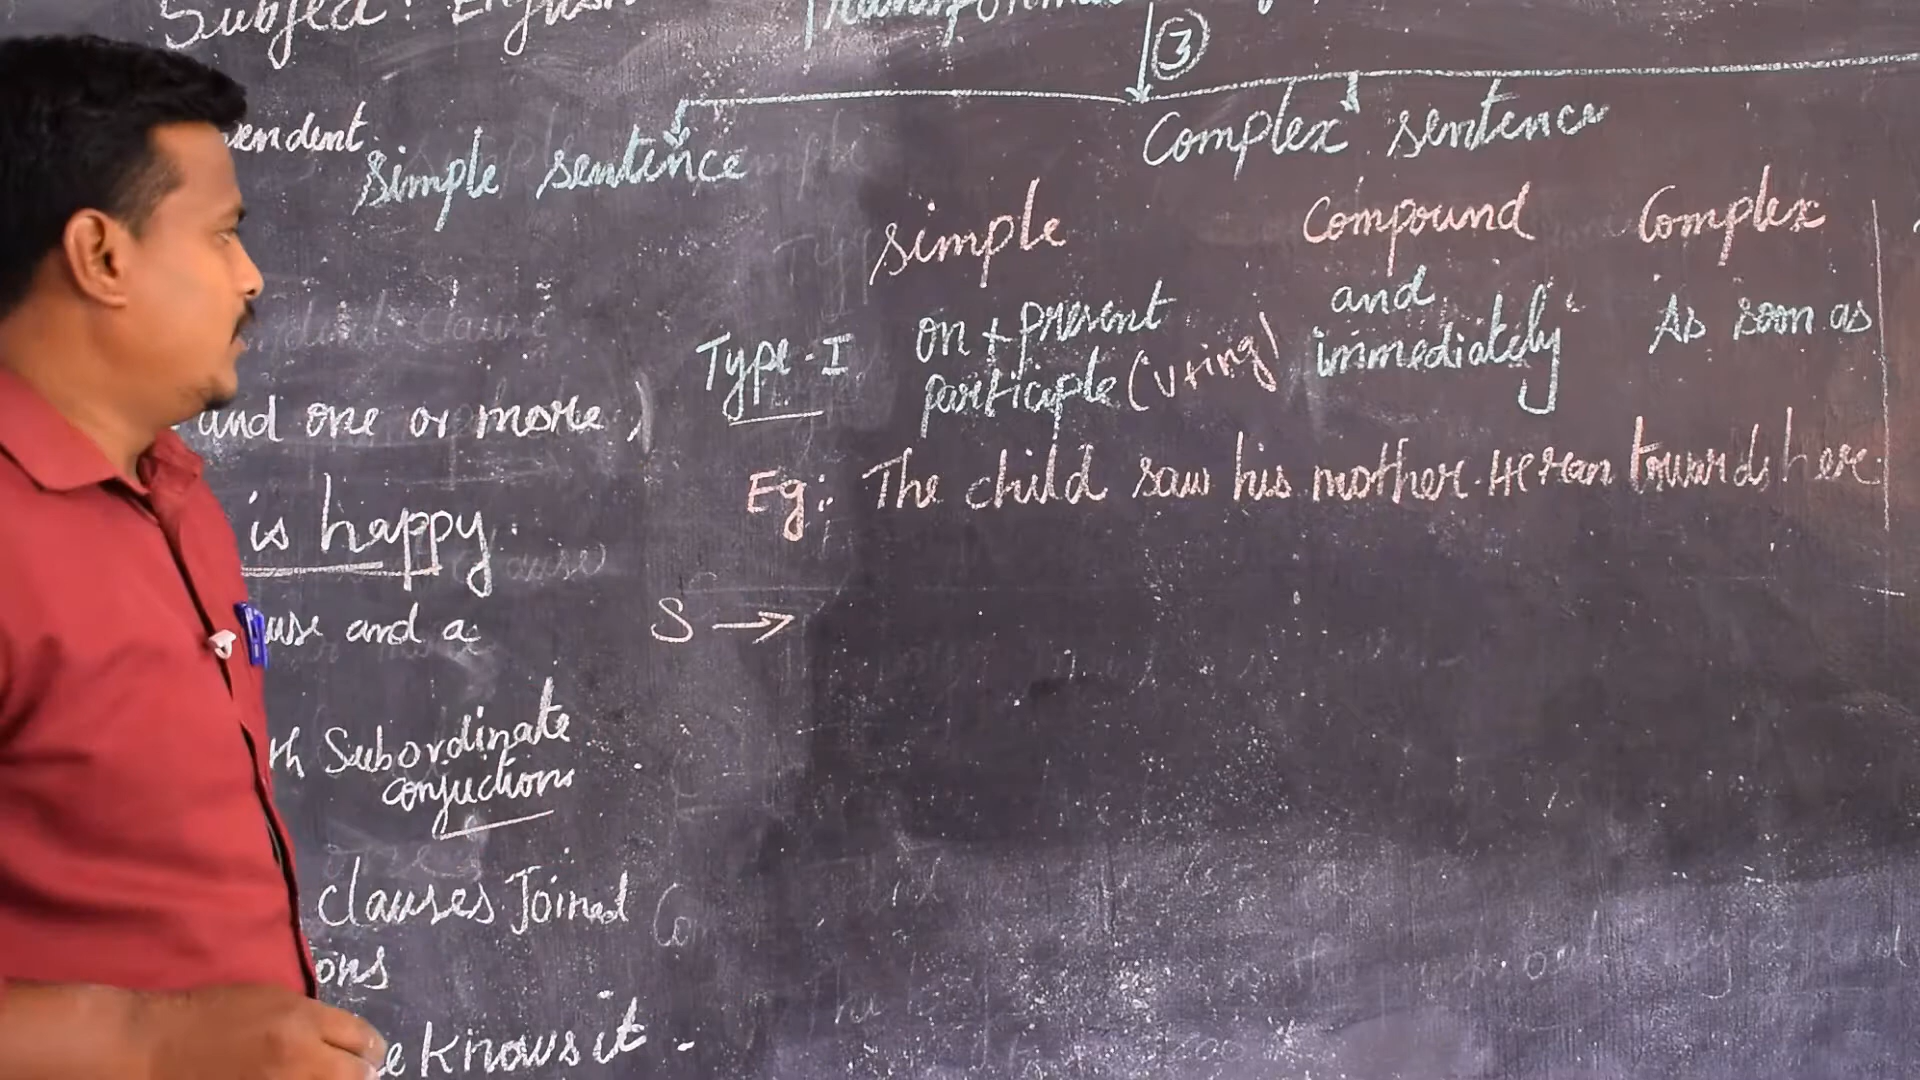 Subject : English
③
pendent
Simple sentence
Complex sentence
Simple
Compound
Complex
Type-I
on + present
participle (v+ing)
and
immediately
As soon as
and one or more )
Eg: The child saw his mother. He ran towards her.
is happy.
S →
use and a
th Subordinate
conjuctions
clauses Joined
ons
e knows it -